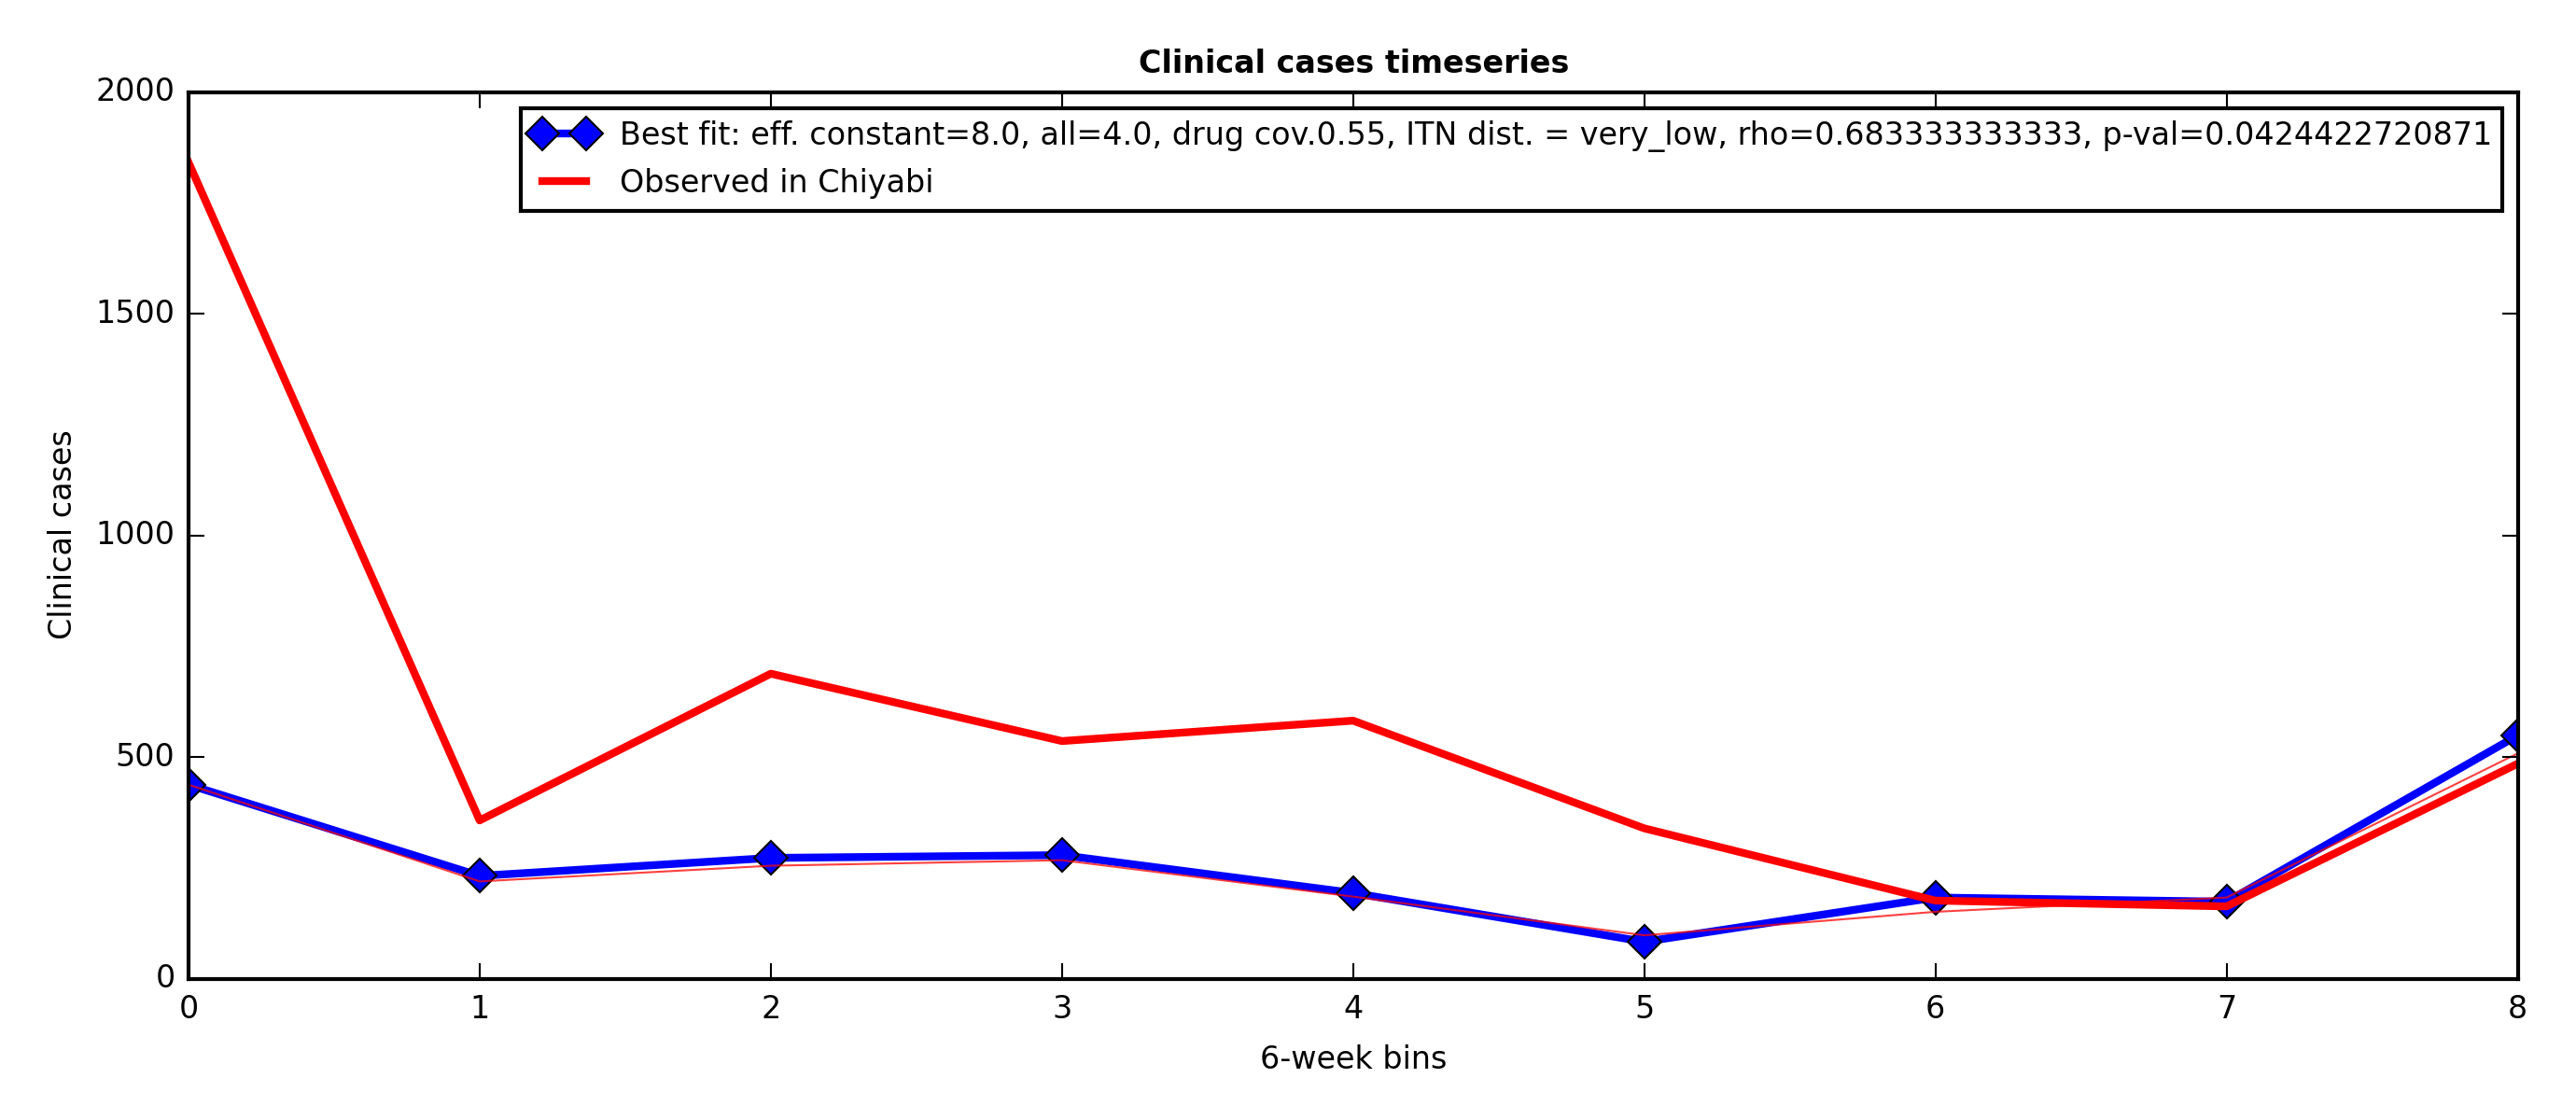 Clinical cases timeseries
2000
1500
1000
500
0
Clinical cases
Best fit: eff. constant=8.0, all=4.0, drug cov.0.55, ITN dist. = very_low, rho=0.683333333333, p-val=0.0424422720871
Observed in Chiyabi
0 1 2 3 4 5 6 7 8
6-week bins